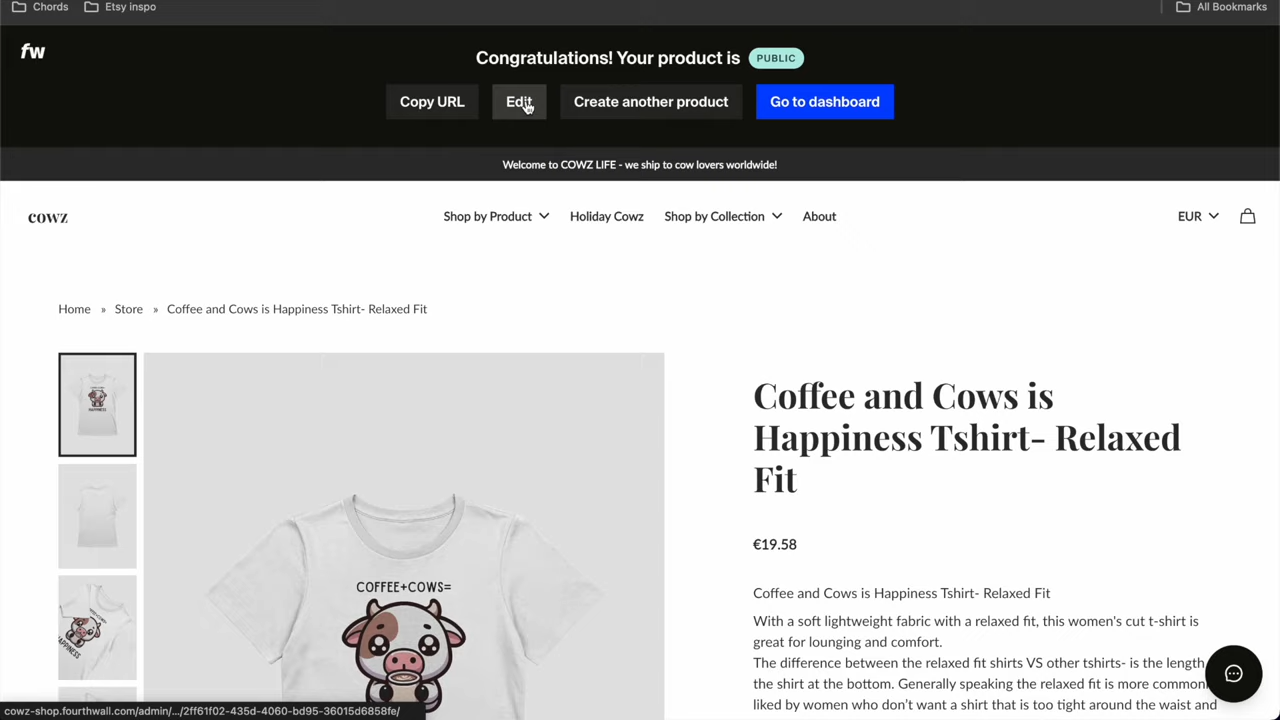 Chords Etsy inspo All Bookmarks
fw
Congratulations! Your product is PUBLIC
Copy URL Edit Create another product Go to dashboard
Welcome to COWZ LIFE - we ship to cow lovers worldwide!
cowz Shop by Product Holiday Cowz Shop by Collection About EUR
Home » Store » Coffee and Cows is Happiness Tshirt- Relaxed Fit
Coffee and Cows is
Happiness Tshirt- Relaxed
Fit
€19.58
COFFEE+COWS=
HAPPINESS
HAPPINESS
Coffee and Cows is Happiness Tshirt- Relaxed Fit
With a soft lightweight fabric with a relaxed fit, this women's cut t-shirt is
great for lounging and comfort.
The difference between the relaxed fit shirts VS other tshirts- is the length
the shirt at the bottom. Generally speaking the relaxed fit is more common
liked by women who don't want a shirt that is too tight around the waist and
cowz-shop.fourthwall.com/admin/.../2ff61f02-435d-4060-bd95-36015d6858fe/